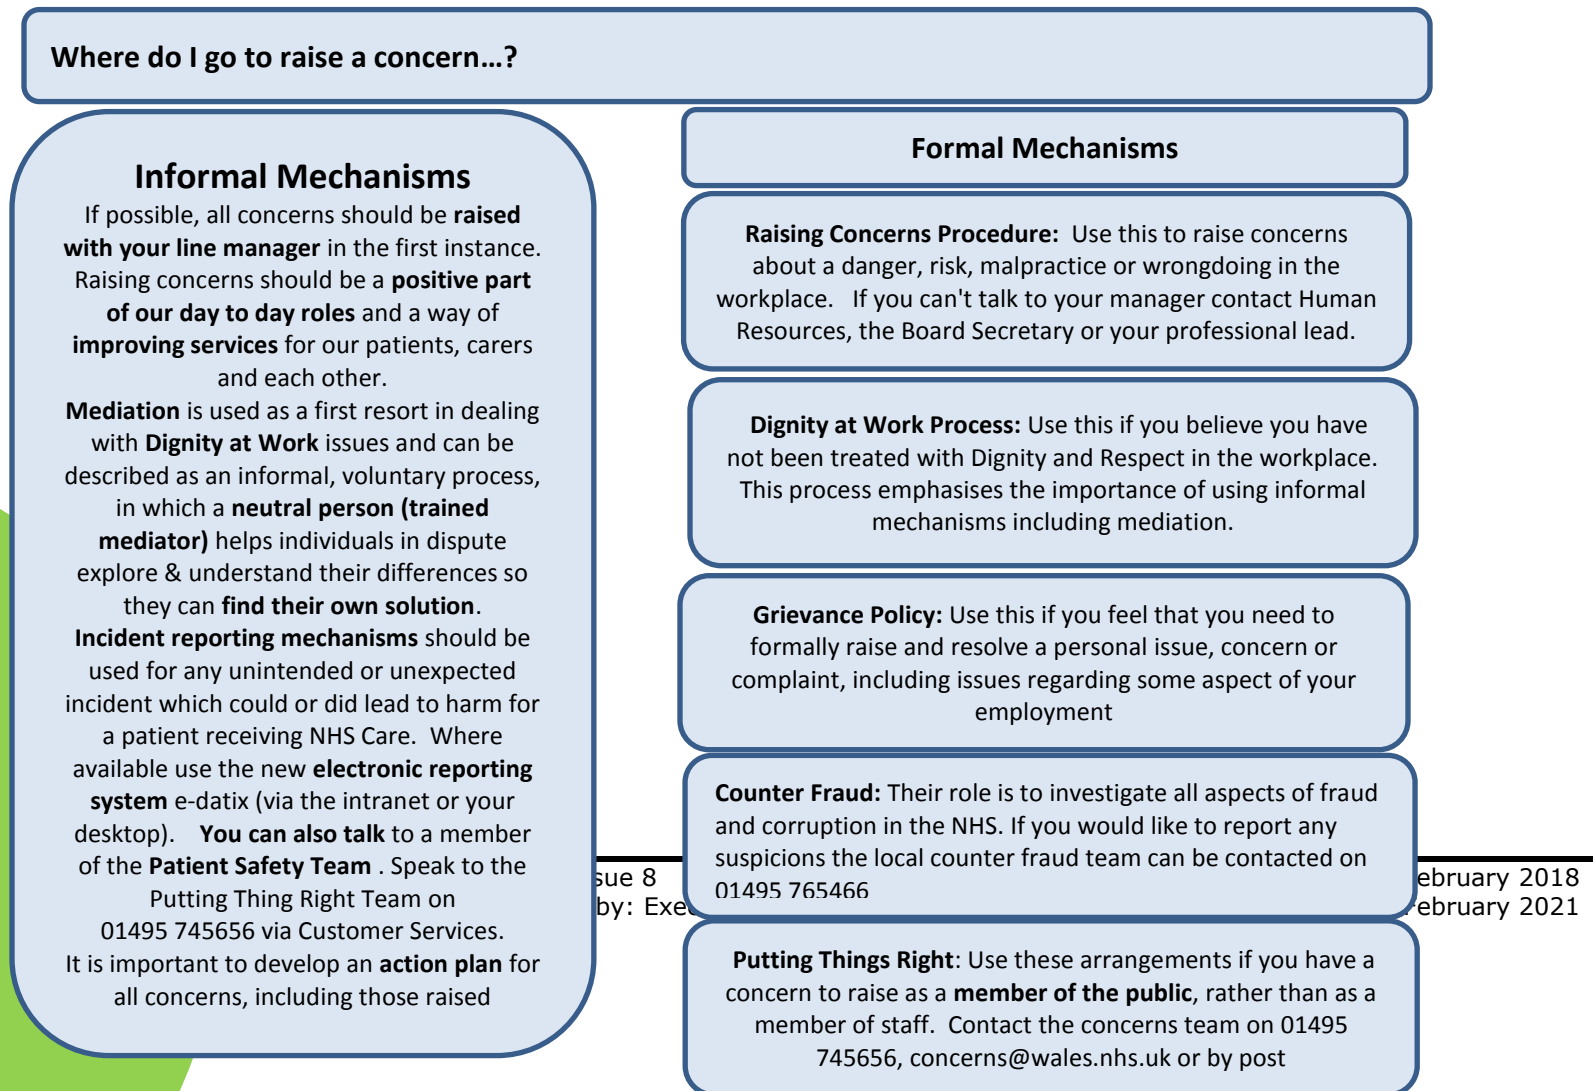 Where do I go to raise a concern…?
Informal Mechanisms
If possible, all concerns should be raised
with your line manager in the first instance.
Raising concerns should be a positive part
of our day to day roles and a way of
improving services for our patients, carers
and each other.
Mediation is used as a first resort in dealing
with Dignity at Work issues and can be
described as an informal, voluntary process,
in which a neutral person (trained
mediator) helps individuals in dispute
explore & understand their differences so
they can find their own solution.
Incident reporting mechanisms should be
used for any unintended or unexpected
incident which could or did lead to harm for
a patient receiving NHS Care. Where
available use the new electronic reporting
system e-datix (via the intranet or your
desktop). You can also talk to a member
of the Patient Safety Team . Speak to the
Putting Thing Right Team on
01495 745656 via Customer Services.
It is important to develop an action plan for
all concerns, including those raised
Formal Mechanisms
Raising Concerns Procedure: Use this to raise concerns
about a danger, risk, malpractice or wrongdoing in the
workplace. If you can't talk to your manager contact Human
Resources, the Board Secretary or your professional lead.
Dignity at Work Process: Use this if you believe you have
not been treated with Dignity and Respect in the workplace.
This process emphasises the importance of using informal
mechanisms including mediation.
Grievance Policy: Use this if you feel that you need to
formally raise and resolve a personal issue, concern or
complaint, including issues regarding some aspect of your
employment
Counter Fraud: Their role is to investigate all aspects of fraud
and corruption in the NHS. If you would like to report any
suspicions the local counter fraud team can be contacted on
01495 765466
Putting Things Right: Use these arrangements if you have a
concern to raise as a member of the public, rather than as a
member of staff. Contact the concerns team on 01495
745656, concerns@wales.nhs.uk or by post
sue 8 ebruary 2018
by: Exe ebruary 2021